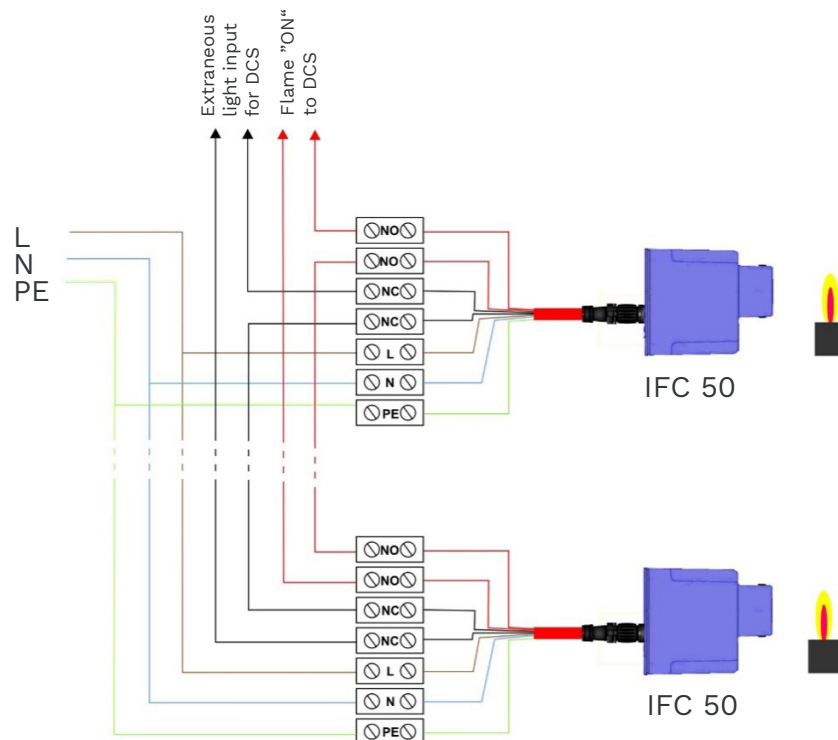 Extraneous
light input
for DCS
Flame ”ON“
to DCS
L
N
PE
NO
NO
NC
NC
L
N
PE
IFC 50
NO
NO
NC
NC
L
N
PE
IFC 50